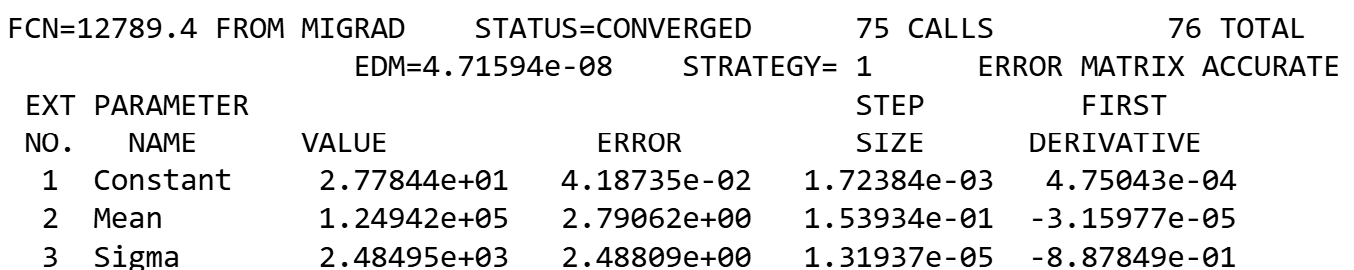 FCN=12789.4 FROM MIGRAD    STATUS=CONVERGED      75 CALLS          76 TOTAL
                    EDM=4.71594e-08    STRATEGY= 1      ERROR MATRIX ACCURATE
 EXT PARAMETER                                   STEP         FIRST
 NO.   NAME      VALUE            ERROR          SIZE      DERIVATIVE
  1  Constant     2.77844e+01   4.18735e-02   1.72384e-03   4.75043e-04
  2  Mean         1.24942e+05   2.79062e+00   1.53934e-01  -3.15977e-05
  3  Sigma        2.48495e+03   2.48809e+00   1.31937e-05  -8.87849e-01